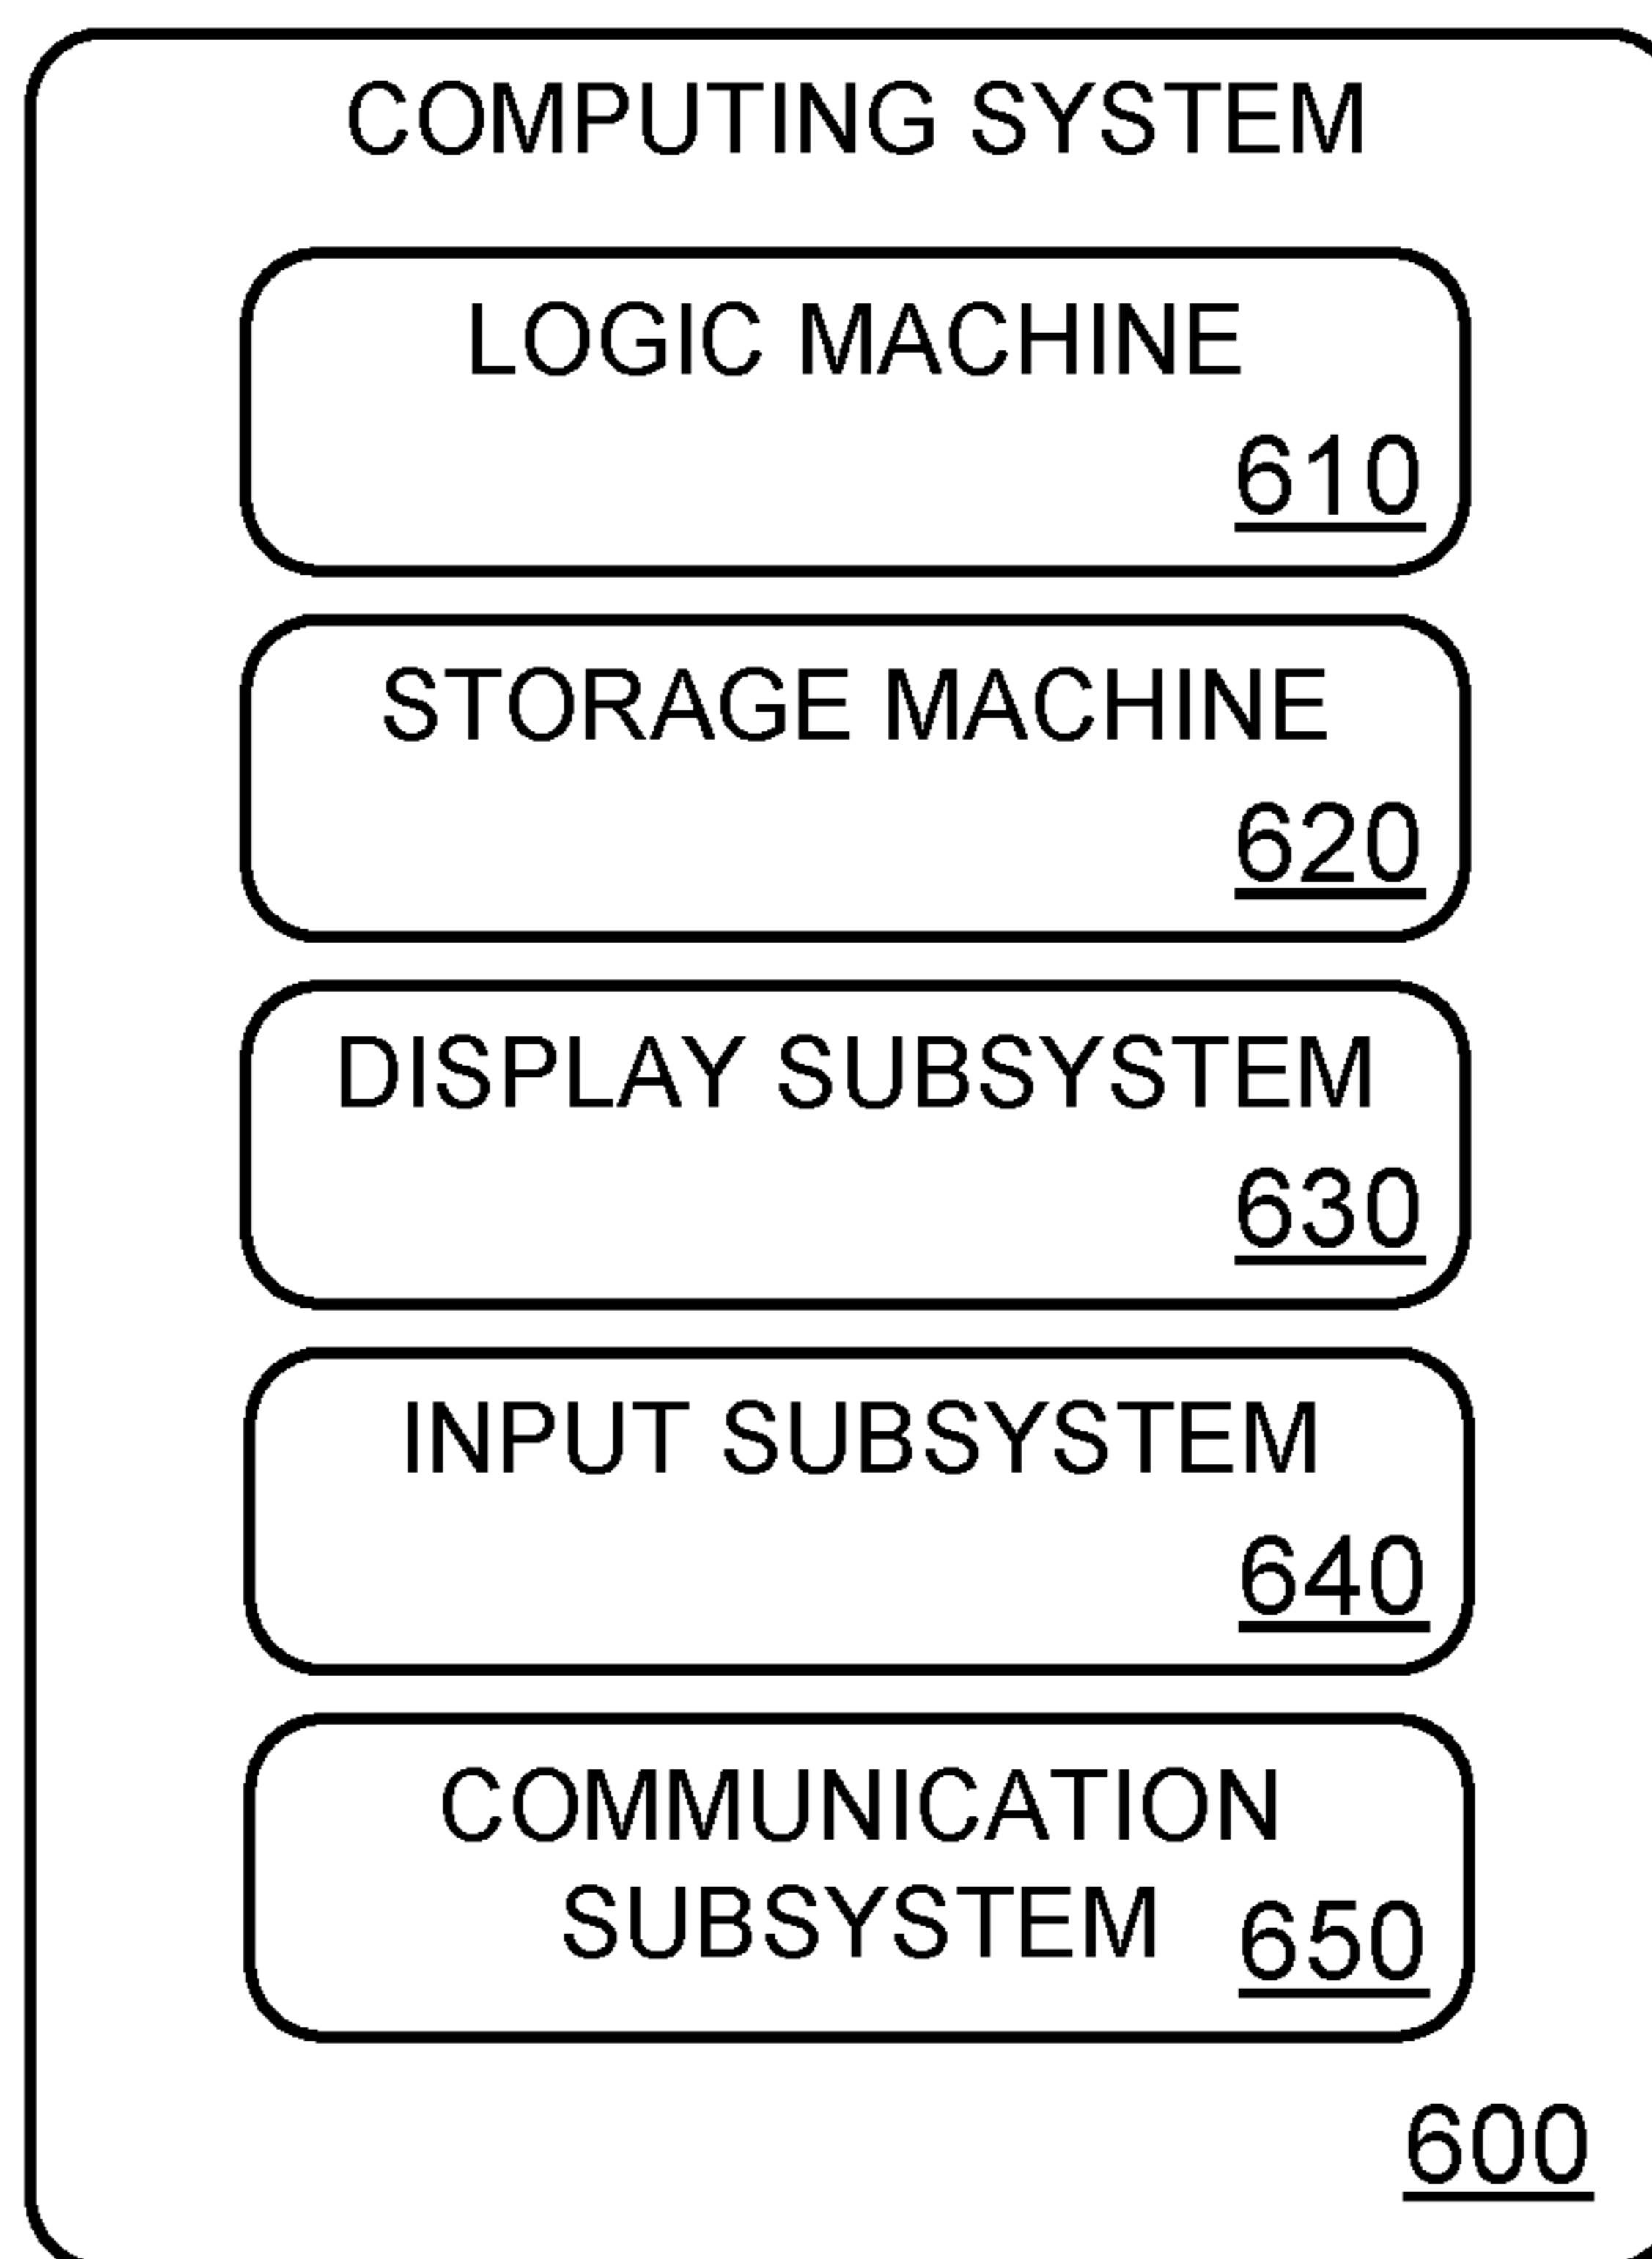 COMPUTING SYSTEM
LOGIC MACHINE
610
STORAGE MACHINE
620
DISPLAY SUBSYSTEM
630
INPUT SUBSYSTEM
640
COMMUNICATION
SUBSYSTEM 650
600